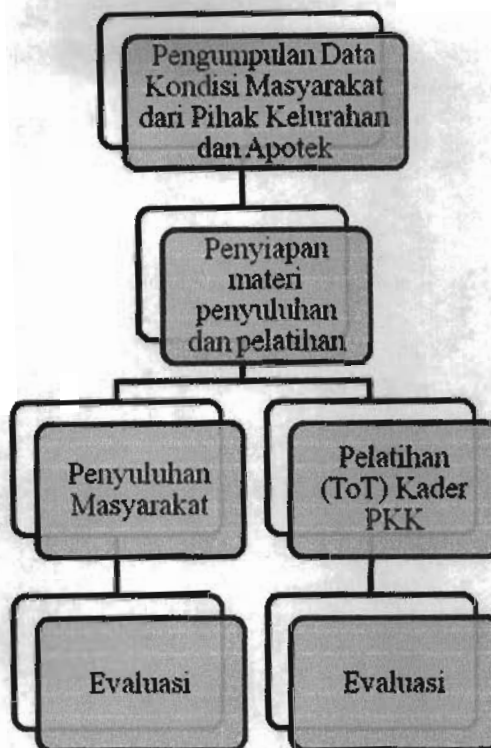 Pengumpulan Data
Kondisi Masyarakat
dari Pihak Kelurahan
dan Apotek
Penyiapan
materi
penyuluhan
dan pelatihan
Penyuluhan
Masyarakat
Pelatihan
(ToT) Kader
PKK
Evaluasi
Evaluasi